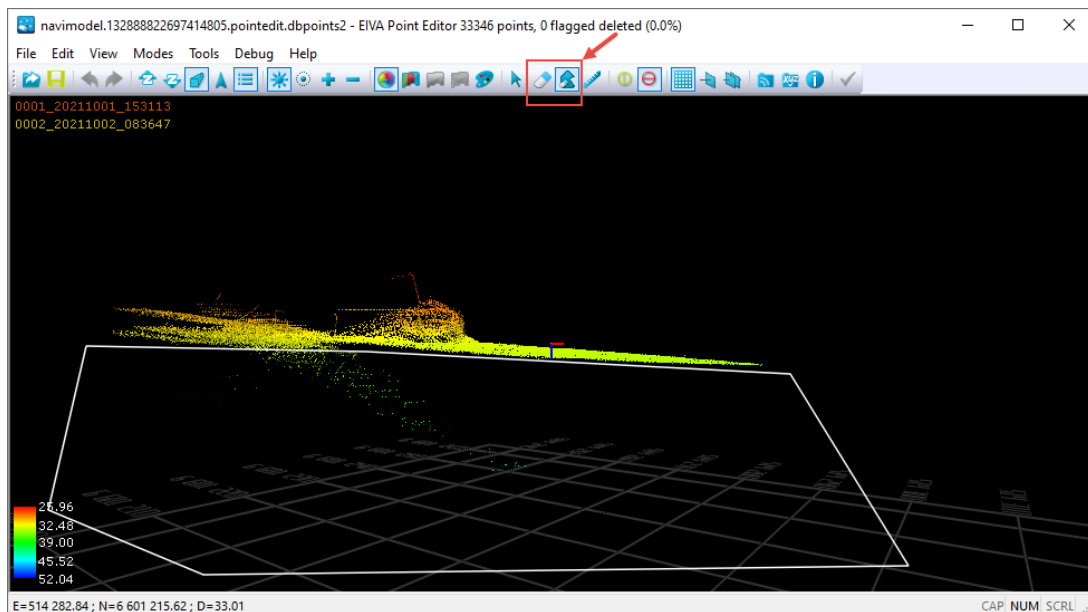 navimodel.132888822697414805.pointedit.dbpoints2 - EIVA Point Editor 33346 points, 0 flagged deleted (0.0%)
File Edit View Modes Tools Debug Help
0001_20211001_153113
0002_20211002_083647
25.96
32.48
39.00
45.52
52.04
E=514 282.84 ; N=6 601 215.62 ; D=33.01
CAP NUM SCRL